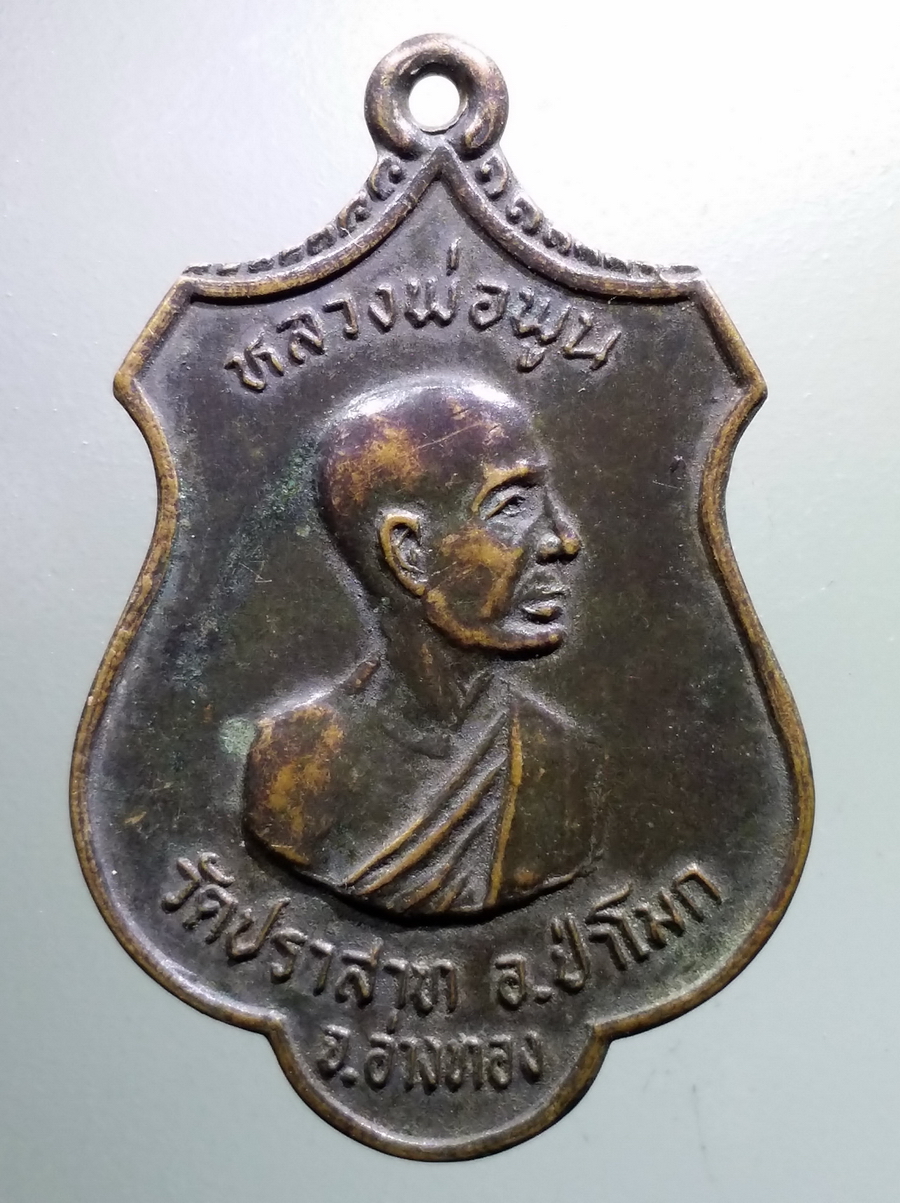 หลวงพ่อพูน
วัดปราสาท อ.ป่าโมก
จ.อ่างทอง